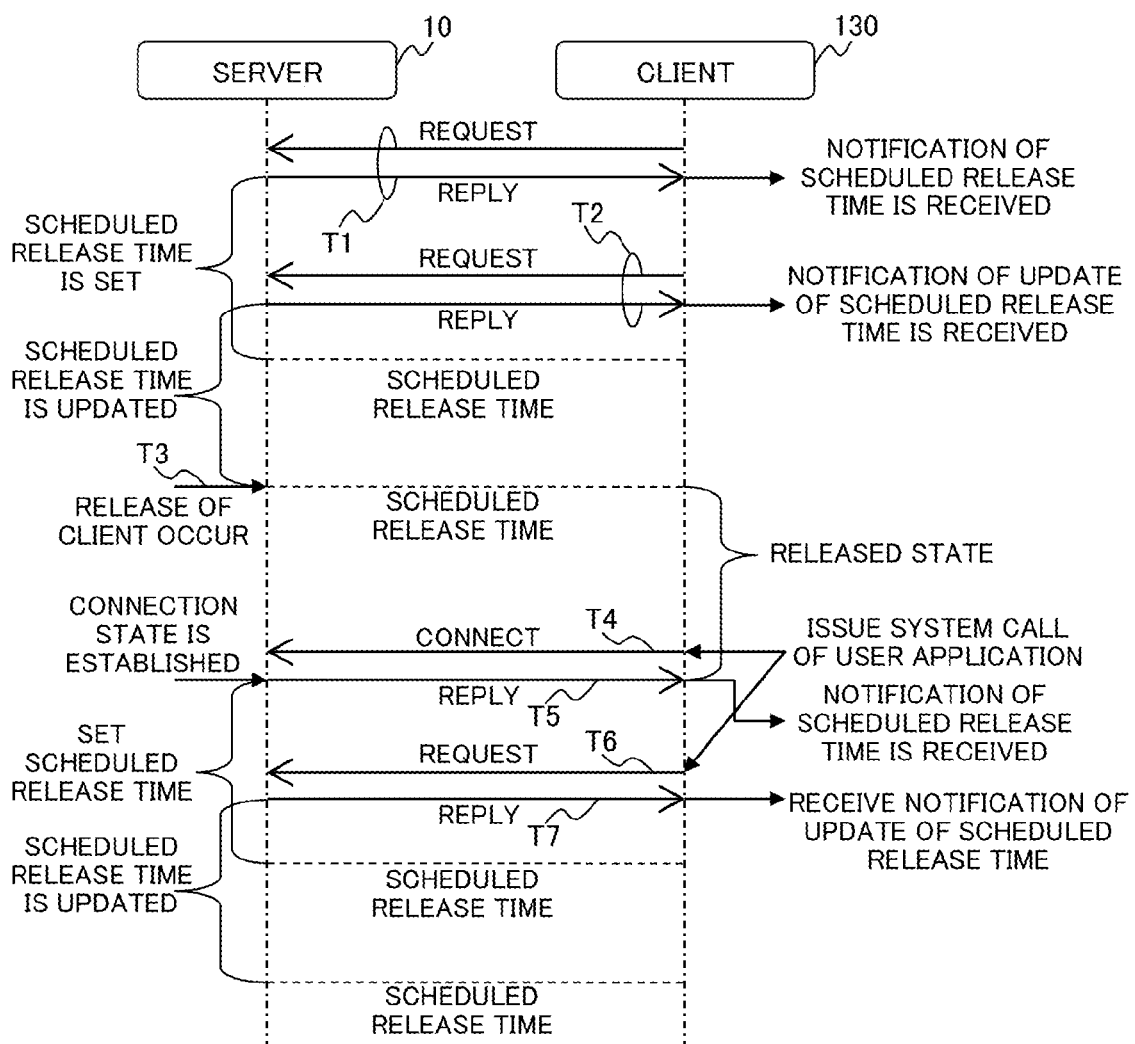 10
130
SERVER
CLIENT
REQUEST
REPLY
T1
NOTIFICATION OF
SCHEDULED RELEASE
TIME IS RECEIVED
SCHEDULED
RELEASE TIME
IS SET
T2
REQUEST
REPLY
NOTIFICATION OF UPDATE
OF SCHEDULED RELEASE
TIME IS RECEIVED
SCHEDULED
RELEASE TIME
IS UPDATED
SCHEDULED
RELEASE TIME
T3
RELEASE OF
CLIENT OCCUR
SCHEDULED
RELEASE TIME
RELEASED STATE
CONNECTION
STATE IS
ESTABLISHED
CONNECT
T4
ISSUE SYSTEM CALL
OF USER APPLICATION
REPLY
T5
NOTIFICATION OF
SCHEDULED RELEASE
TIME IS RECEIVED
SET
SCHEDULED
RELEASE TIME
REQUEST
T6
REPLY
T7
RECEIVE NOTIFICATION OF
UPDATE OF SCHEDULED
RELEASE TIME
SCHEDULED
RELEASE TIME
IS UPDATED
SCHEDULED
RELEASE TIME
SCHEDULED
RELEASE TIME